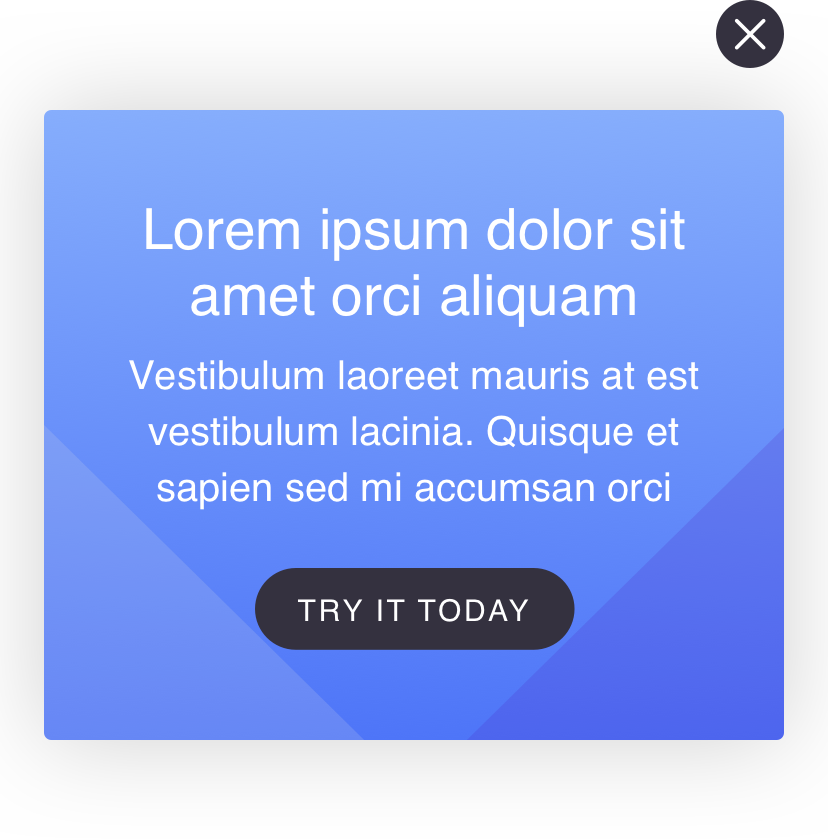 Lorem ipsum dolor sit
amet orci aliquam
Vestibulum laoreet mauris at est
vestibulum lacinia. Quisque et
sapien sed mi accumsan orci
TRY IT TODAY